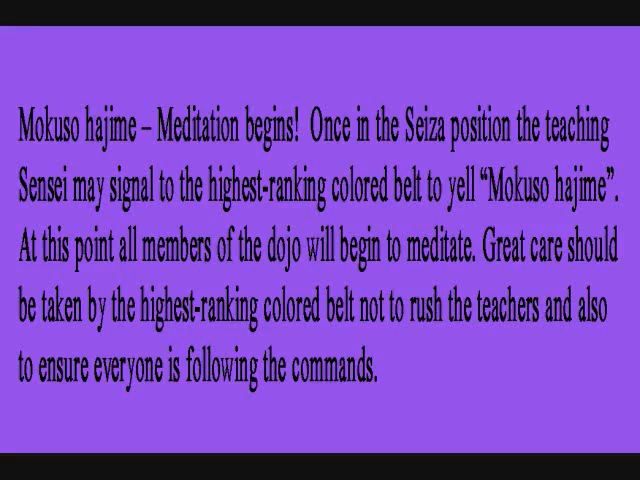 Mokuso hajime – Meditation begins!  Once in the Seiza position the teaching
Sensei may signal to the highest-ranking colored belt to yell “Mokuso hajime”.
At this point all members of the dojo will begin to meditate. Great care should
be taken by the highest-ranking colored belt not to rush the teachers and also
to ensure everyone is following the commands.